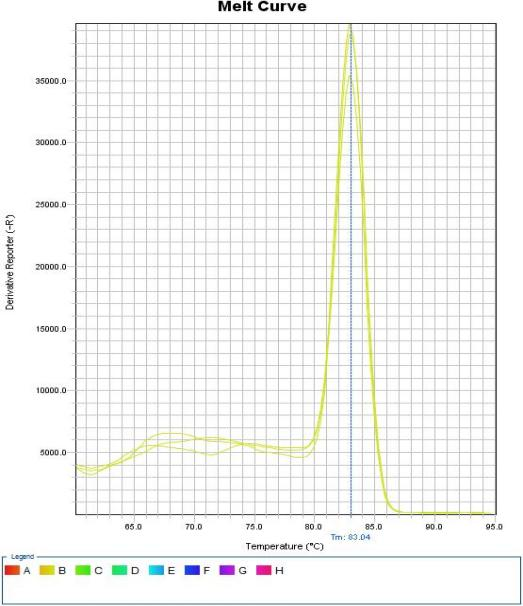 Melt Curve
Derivative Reporter (-R')
35000.0
30000.0
25000.0
20000.0
15000.0
10000.0
5000.0
65.0 70.0 75.0 80.0 85.0 90.0 95.0
Tm: 83.04
Temperature (°C)
Legend
A B C D E F G H